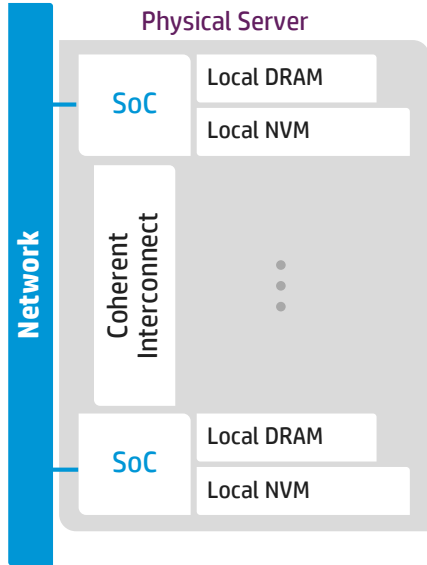 Physical Server
SoC
Local DRAM
Local NVM
Network
Coherent
Interconnect
SoC
Local DRAM
Local NVM